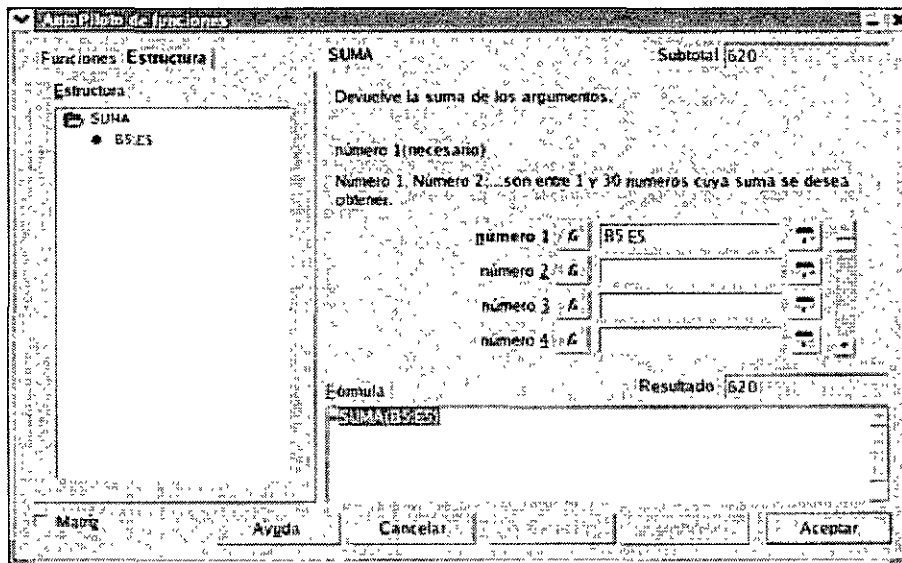 AutoPiloto de funciones
Funciones Estructura
SUMA
Subtotal 620
Estructura
SUMA
B5:E5
Devuelve la suma de los argumentos.
número 1(necesario)
Número 1, Número 2;...son entre 1 y 30 números cuya suma se desea
obtener.
número 1 B5:E5
número 2
número 3
número 4
Fórmula
Resultado 620
=SUMA(B5:E5)
Matriz
Ayuda
Cancelar
Aceptar